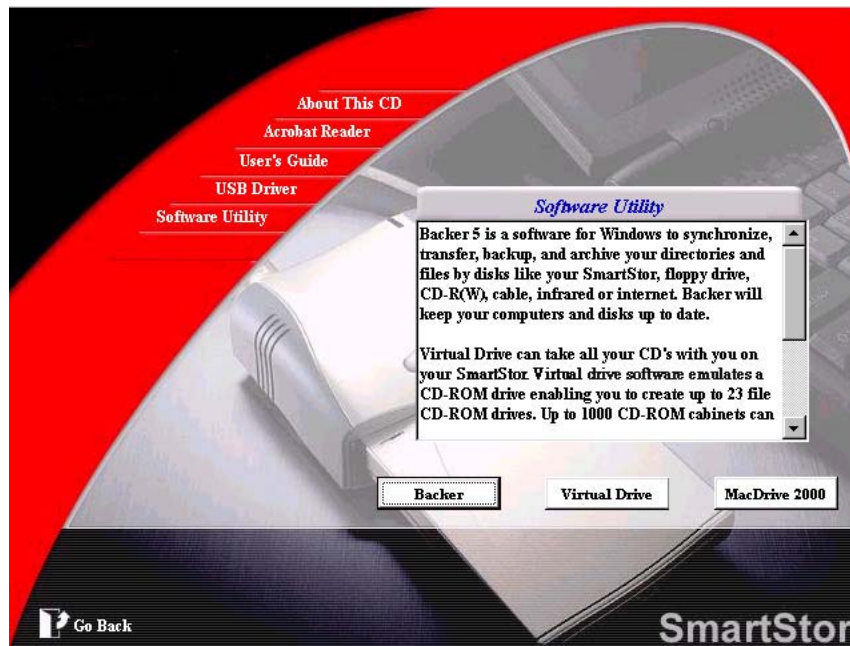 About This CD
Acrobat Reader
User's Guide
USB Driver
Software Utility
Software Utility
Backer 5 is a software for Windows to synchronize,
transfer, backup, and archive your directories and
files by disks like your SmartStor, floppy drive,
CD-R(W), cable, infrared or internet. Backer will
keep your computers and disks up to date.
Virtual Drive can take all your CD's with you on
your SmartStor. Virtual drive software emulates a
CD-ROM drive enabling you to create up to 23 file
CD-ROM drives. Up to 1000 CD-ROM cabinets can
Backer
Virtual Drive
MacDrive 2000
Go Back
SmartStor